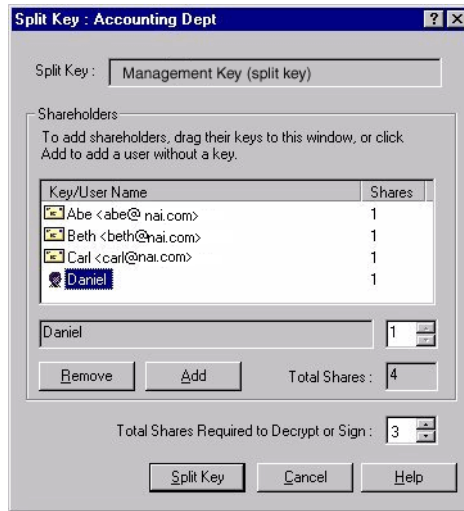 Split Key : Accounting Dept
Split Key : Management Key (split key)
Shareholders
To add shareholders, drag their keys to this window, or click
Add to add a user without a key.
Key/User Name Shares
Abe <abe@ nai.com> 1
Beth <beth@nai.com> 1
Carl <carl@nai.com> 1
Daniel 1
Daniel 1
Remove Add Total Shares : 4
Total Shares Required to Decrypt or Sign : 3
Split Key Cancel Help